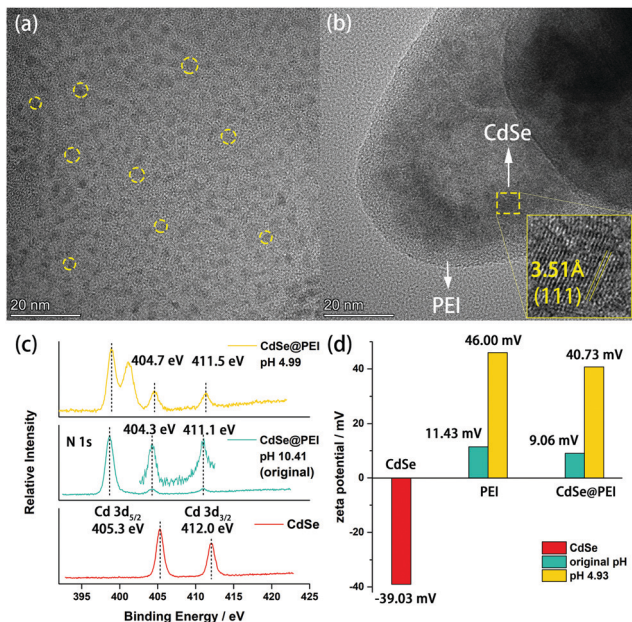 (a)
20 nm
(b)
CdSe
PEI
3.51Å
(111)
20 nm
(c)
Relative Intensity
CdSe@PEI
pH 4.99
404.7 eV
411.5 eV
N 1s
404.3 eV
411.1 eV
CdSe@PEI
pH 10.41
(original)
Cd 3d5/2
405.3 eV
Cd 3d3/2
412.0 eV
CdSe
395
400
405
410
415
420
425
Binding Energy / eV
(d)
zeta potential / mV
60
40
20
0
-20
-40
46.00 mV
40.73 mV
11.43 mV
9.06 mV
CdSe
PEI
CdSe@PEI
-39.03 mV
CdSe
original pH
pH 4.93